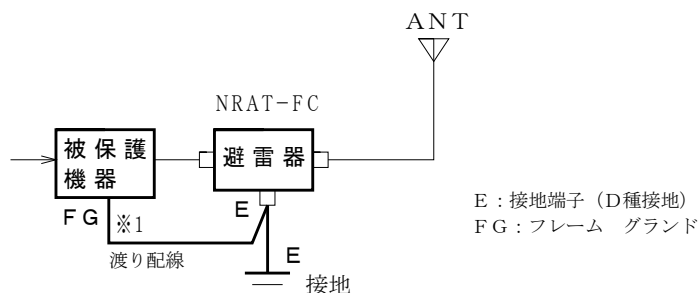 ANT
NRAT-FC
被保護
機器
避雷器
E:接地端子(D種接地)
FG:フレーム グランド
FG
※1
E
渡り配線
E
接地